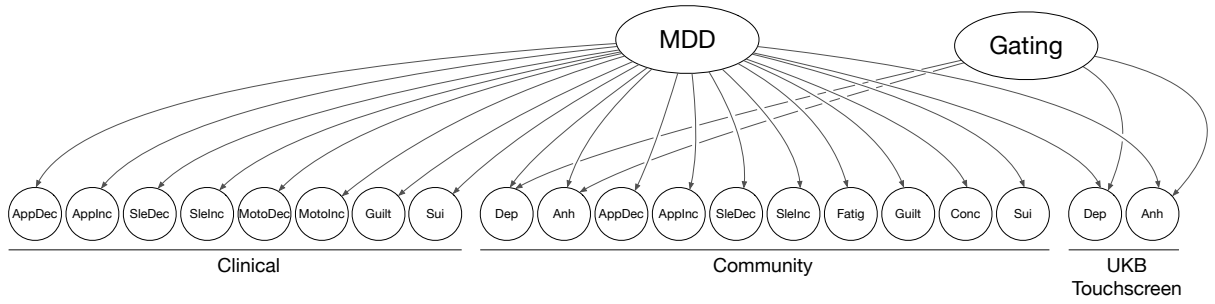 MDD
Gating
AppDec AppInc SleDec SleInc MotoDec MotoInc Guilt Sui Dep Anh AppDec AppInc SleDec SleInc Fatig Guilt Conc Sui Dep Anh
Clinical Community UKB
Touchscreen